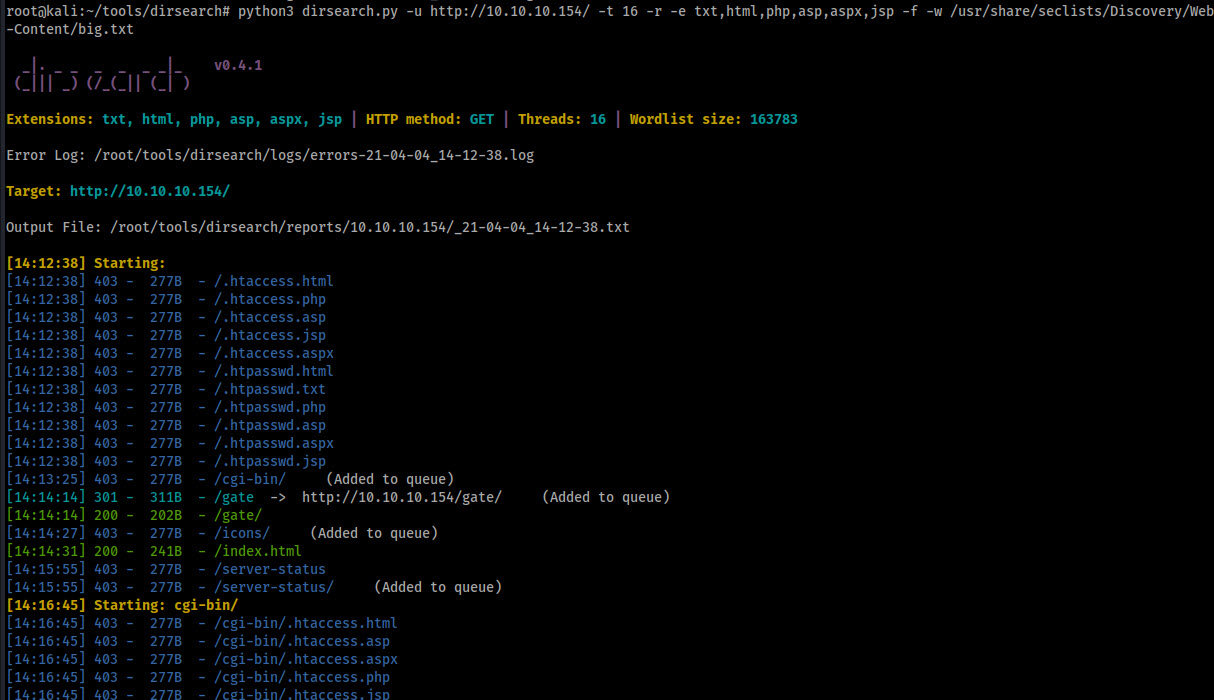 root@kali:~/tools/dirsearch# python3 dirsearch.py -u http://10.10.10.154/ -t 16 -r -e txt,html,php,asp,aspx,jsp -f -w /usr/share/seclists/Discovery/Web
-Content/big.txt
 _|. _ _  _  _  _ _|_    v0.4.1
(_||| _) (/_(_|| (_| )
Extensions: txt, html, php, asp, aspx, jsp | HTTP method: GET | Threads: 16 | Wordlist size: 163783
Error Log: /root/tools/dirsearch/logs/errors-21-04-04_14-12-38.log
Target: http://10.10.10.154/
Output File: /root/tools/dirsearch/reports/10.10.10.154/_21-04-04_14-12-38.txt
[14:12:38] Starting:
[14:12:38] 403 -  277B  - /.htaccess.html
[14:12:38] 403 -  277B  - /.htaccess.php
[14:12:38] 403 -  277B  - /.htaccess.asp
[14:12:38] 403 -  277B  - /.htaccess.jsp
[14:12:38] 403 -  277B  - /.htaccess.aspx
[14:12:38] 403 -  277B  - /.htpasswd.html
[14:12:38] 403 -  277B  - /.htpasswd.txt
[14:12:38] 403 -  277B  - /.htpasswd.php
[14:12:38] 403 -  277B  - /.htpasswd.asp
[14:12:38] 403 -  277B  - /.htpasswd.aspx
[14:12:38] 403 -  277B  - /.htpasswd.jsp
[14:13:25] 403 -  277B  - /cgi-bin/     (Added to queue)
[14:14:14] 301 -  311B  - /gate  ->  http://10.10.10.154/gate/     (Added to queue)
[14:14:14] 200 -  202B  - /gate/
[14:14:27] 403 -  277B  - /icons/     (Added to queue)
[14:14:31] 200 -  241B  - /index.html
[14:15:55] 403 -  277B  - /server-status
[14:15:55] 403 -  277B  - /server-status/     (Added to queue)
[14:16:45] Starting: cgi-bin/
[14:16:45] 403 -  277B  - /cgi-bin/.htaccess.html
[14:16:45] 403 -  277B  - /cgi-bin/.htaccess.asp
[14:16:45] 403 -  277B  - /cgi-bin/.htaccess.aspx
[14:16:45] 403 -  277B  - /cgi-bin/.htaccess.php
[14:16:45] 403 -  277B  - /cgi-bin/.htaccess.jsp